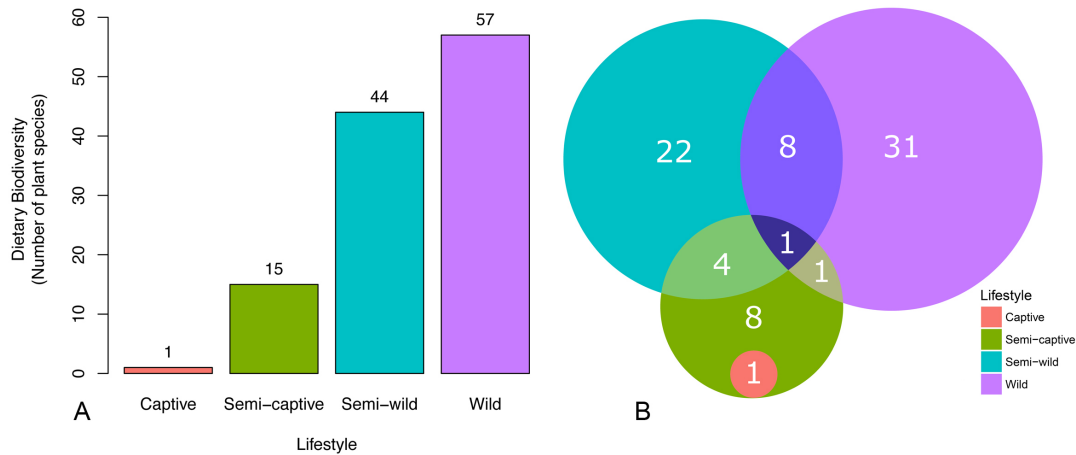 Dietary Biodiversity
(Number of plant species)
0
10
20
30
40
50
60
1
15
44
57
Captive
Semi−captive
Semi−wild
Wild
Lifestyle
A
22
8
31
4
1
1
8
1
B
Lifestyle
Captive
Semi-captive
Semi-wild
Wild